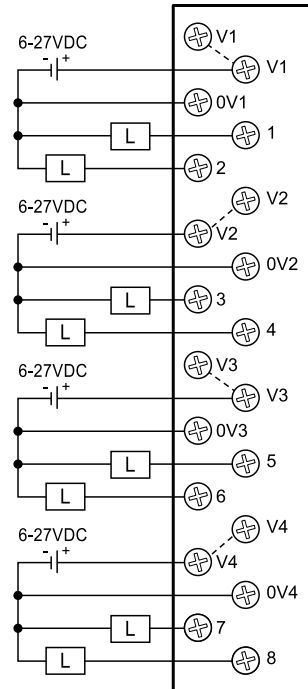 6-27VDC
- +
V1
V1
0V1
L
1
L
2
6-27VDC
- +
V2
V2
0V2
L
3
L
4
6-27VDC
- +
V3
V3
0V3
L
5
L
6
6-27VDC
- +
V4
V4
0V4
L
7
L
8